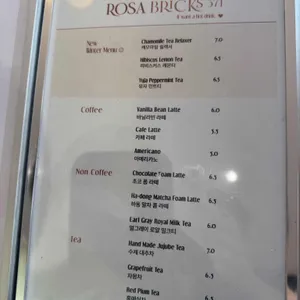 ROSA BRICKS 371
New
Winter Menu
Chamomile Tea Relaxer 7.0
캐모마일 릴렉서
Hibiscus Lemon Tea 6.5
히비스커스 레몬티
Yuja Peppermint Tea 6.5
유자 민트티
Coffee
Vanilla Bean Latte 6.0
바닐라빈 라떼
Cafe Latte 5.5
카페 라떼
Americano 5.0
아메리카노
Non Coffee
Chocolate Foam Latte 6.3
초코 폼 라떼
Ha-dong Matcha Foam Latte 6.3
하동 말차 폼 라떼
Earl Gray Royal Milk Tea 6.0
얼그레이 로얄 밀크티
Tea
Hand Made Jujube Tea 7.0
수제 대추차
Grapefruit Tea 6.3
자몽차
Red Plum Tea 6.3